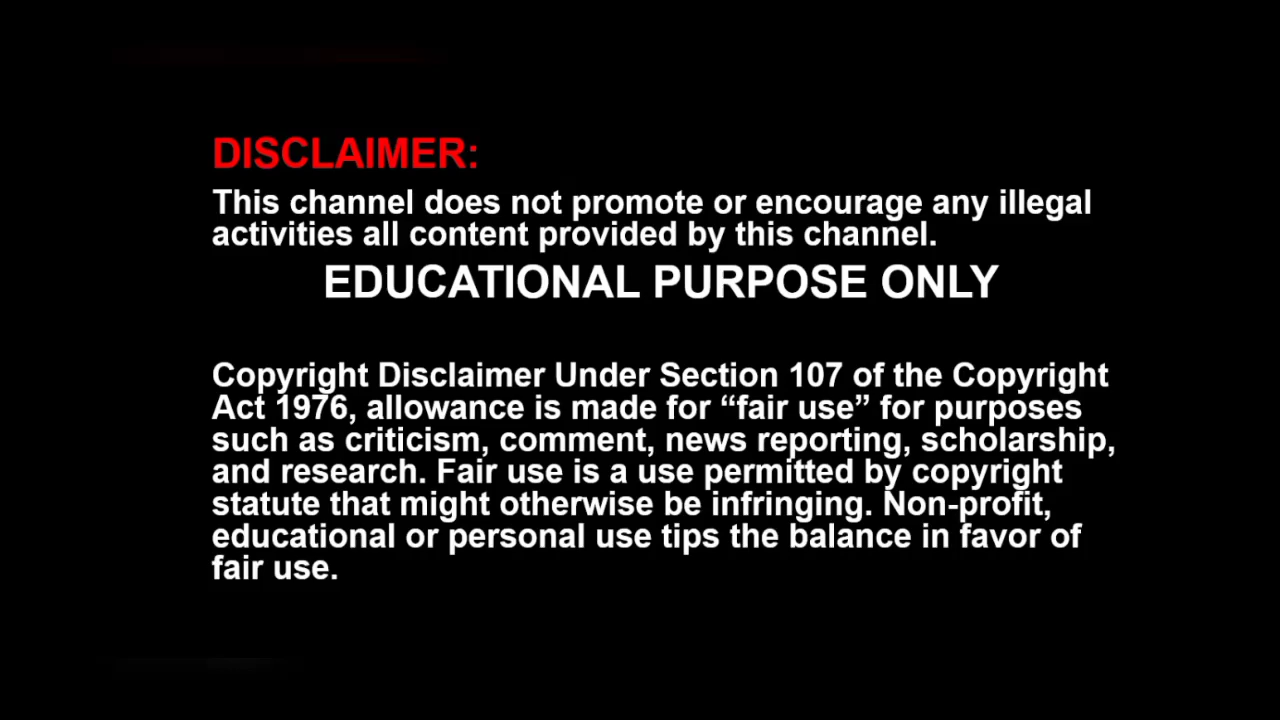 DISCLAIMER:
This channel does not promote or encourage any illegal
activities all content provided by this channel.
EDUCATIONAL PURPOSE ONLY
Copyright Disclaimer Under Section 107 of the Copyright
Act 1976, allowance is made for “fair use” for purposes
such as criticism, comment, news reporting, scholarship,
and research. Fair use is a use permitted by copyright
statute that might otherwise be infringing. Non-profit,
educational or personal use tips the balance in favor of
fair use.